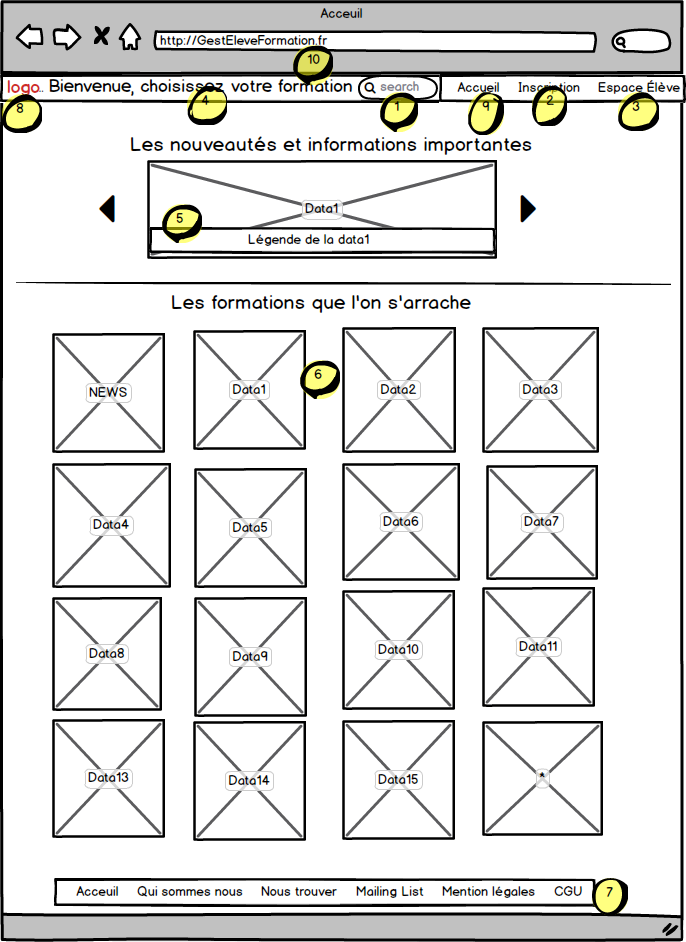 Acceuil
http://GestEleveFormation.fr
10
logo.. Bienvenue, choisissez votre formation search Accueil Inscription Espace Élève
8 4 1 9 2 3
Les nouveautés et informations importantes
Data1
5
Légende de la data1
Les formations que l'on s'arrache
6
NEWS Data1 Data2 Data3
Data4 Data5 Data6 Data7
Data8 Data9 Data10 Data11
Data13 Data14 Data15 *
Acceuil Qui sommes nous Nous trouver Mailing List Mention légales CGU 7